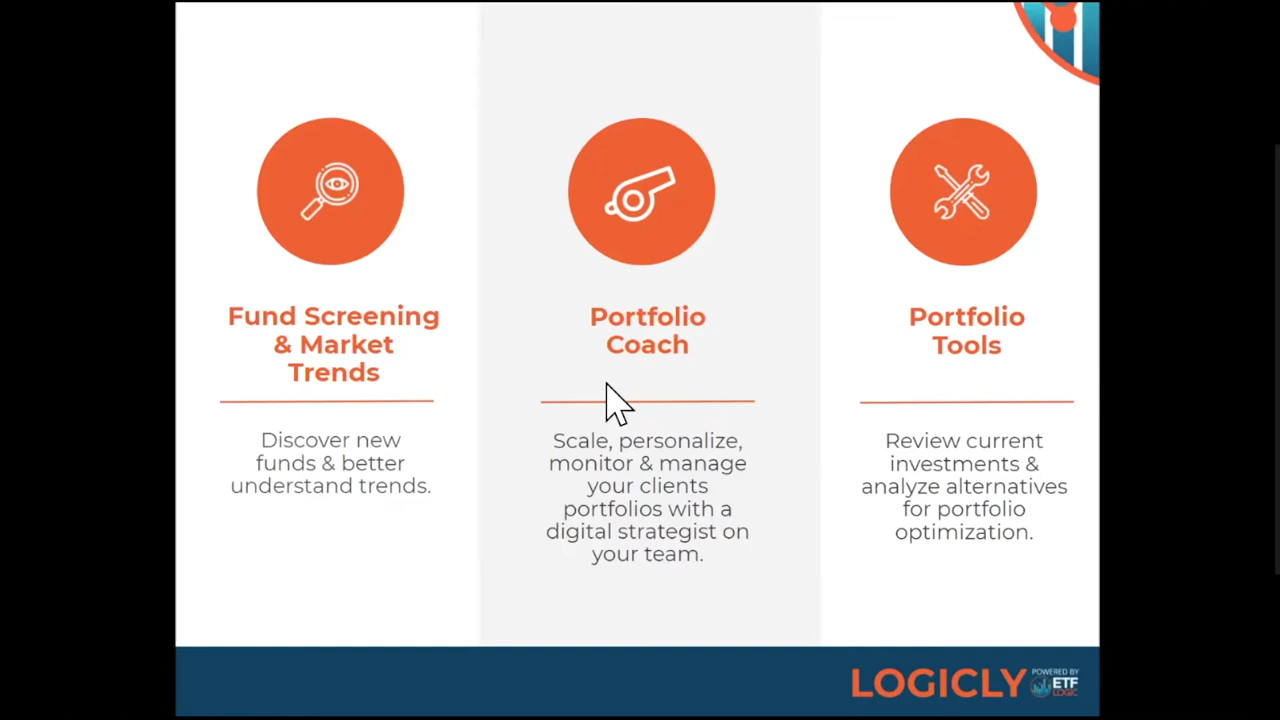 Fund Screening
& Market
Trends
Discover new
funds & better
understand trends.
Portfolio
Coach
Scale, personalize,
monitor & manage
your clients
portfolios with a
digital strategist on
your team.
Portfolio
Tools
Review current
investments &
analyze alternatives
for portfolio
optimization.
LOGICLY
POWERED BY
ETF
LOGIC